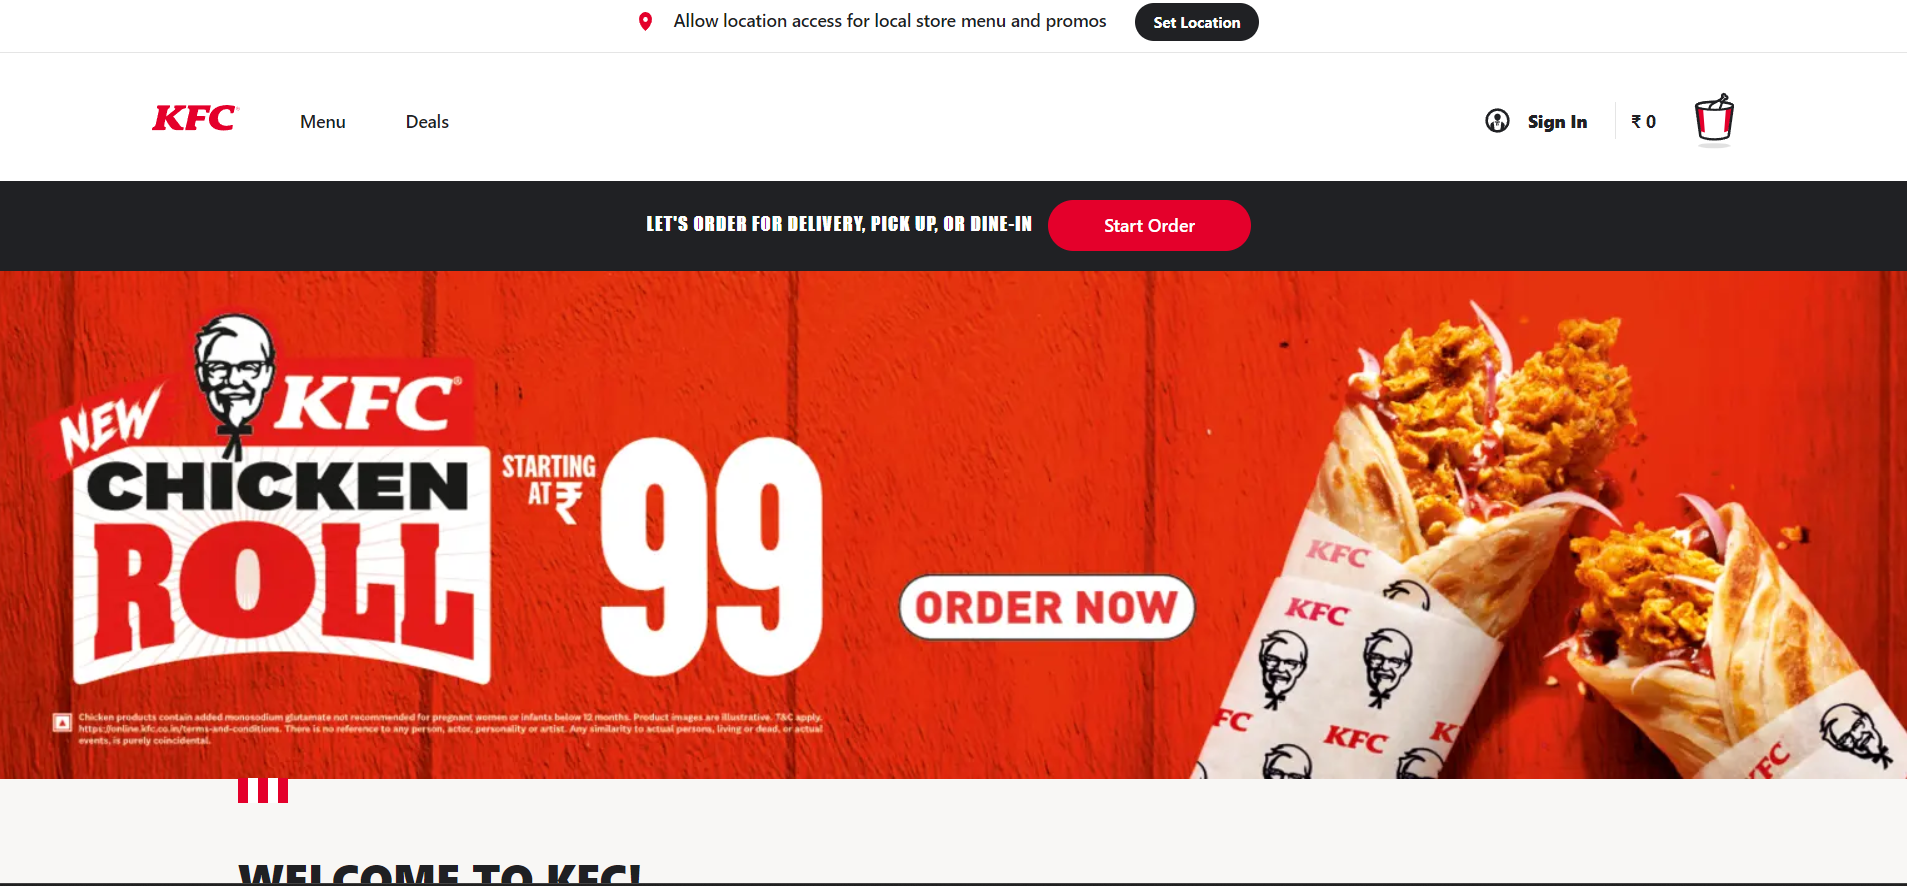 Allow location access for local store menu and promos
Set Location
KFC
Menu
Deals
Sign In
₹ 0
LET'S ORDER FOR DELIVERY, PICK UP, OR DINE-IN
Start Order
NEW
KFC®
CHICKEN
ROLL
STARTING
AT ₹
99
ORDER NOW
KFC
KFC
FC
KFC
K
KFC
Chicken products contain added monosodium glutamate not recommended for pregnant women or infants below 12 months. Product images are illustrative. T&C apply.
https://online.kfc.co.in/terms-and-conditions. There is no reference to any person, actor, personality or artist. Any similarity to actual persons, living or dead, or actual
events, is purely coincidental.
WELCOME TO KFC!